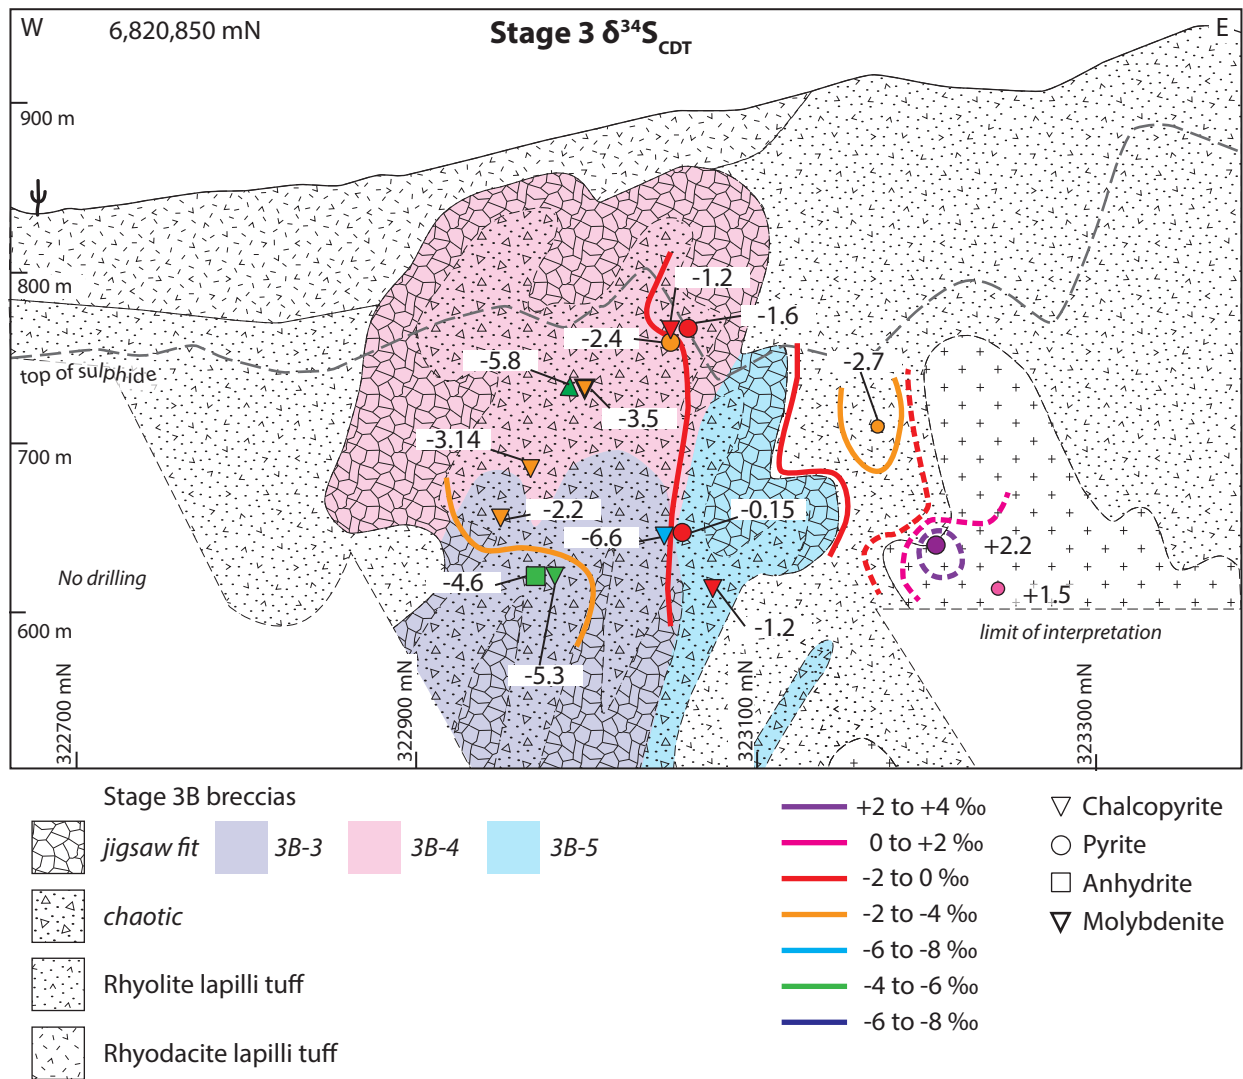 W
6,820,850 mN
Stage 3 δ³⁴S CDT
E
900 m
800 m
-1.2
-1.6
-2.4
-2.7
-5.8
top of sulphide
-3.5
-3.14
700 m
-2.2
-0.15
-6.6
+2.2
No drilling
-4.6
+1.5
600 m
-1.2
limit of interpretation
-5.3
322700 mN
322900 mN
323100 mN
323300 mN
Stage 3B breccias
jigsaw fit
3B-3
3B-4
3B-5
chaotic
Rhyolite lapilli tuff
Rhyodacite lapilli tuff
+2 to +4 ‰
0 to +2 ‰
-2 to 0 ‰
-2 to -4 ‰
-6 to -8 ‰
-4 to -6 ‰
-6 to -8 ‰
Chalcopyrite
Pyrite
Anhydrite
Molybdenite